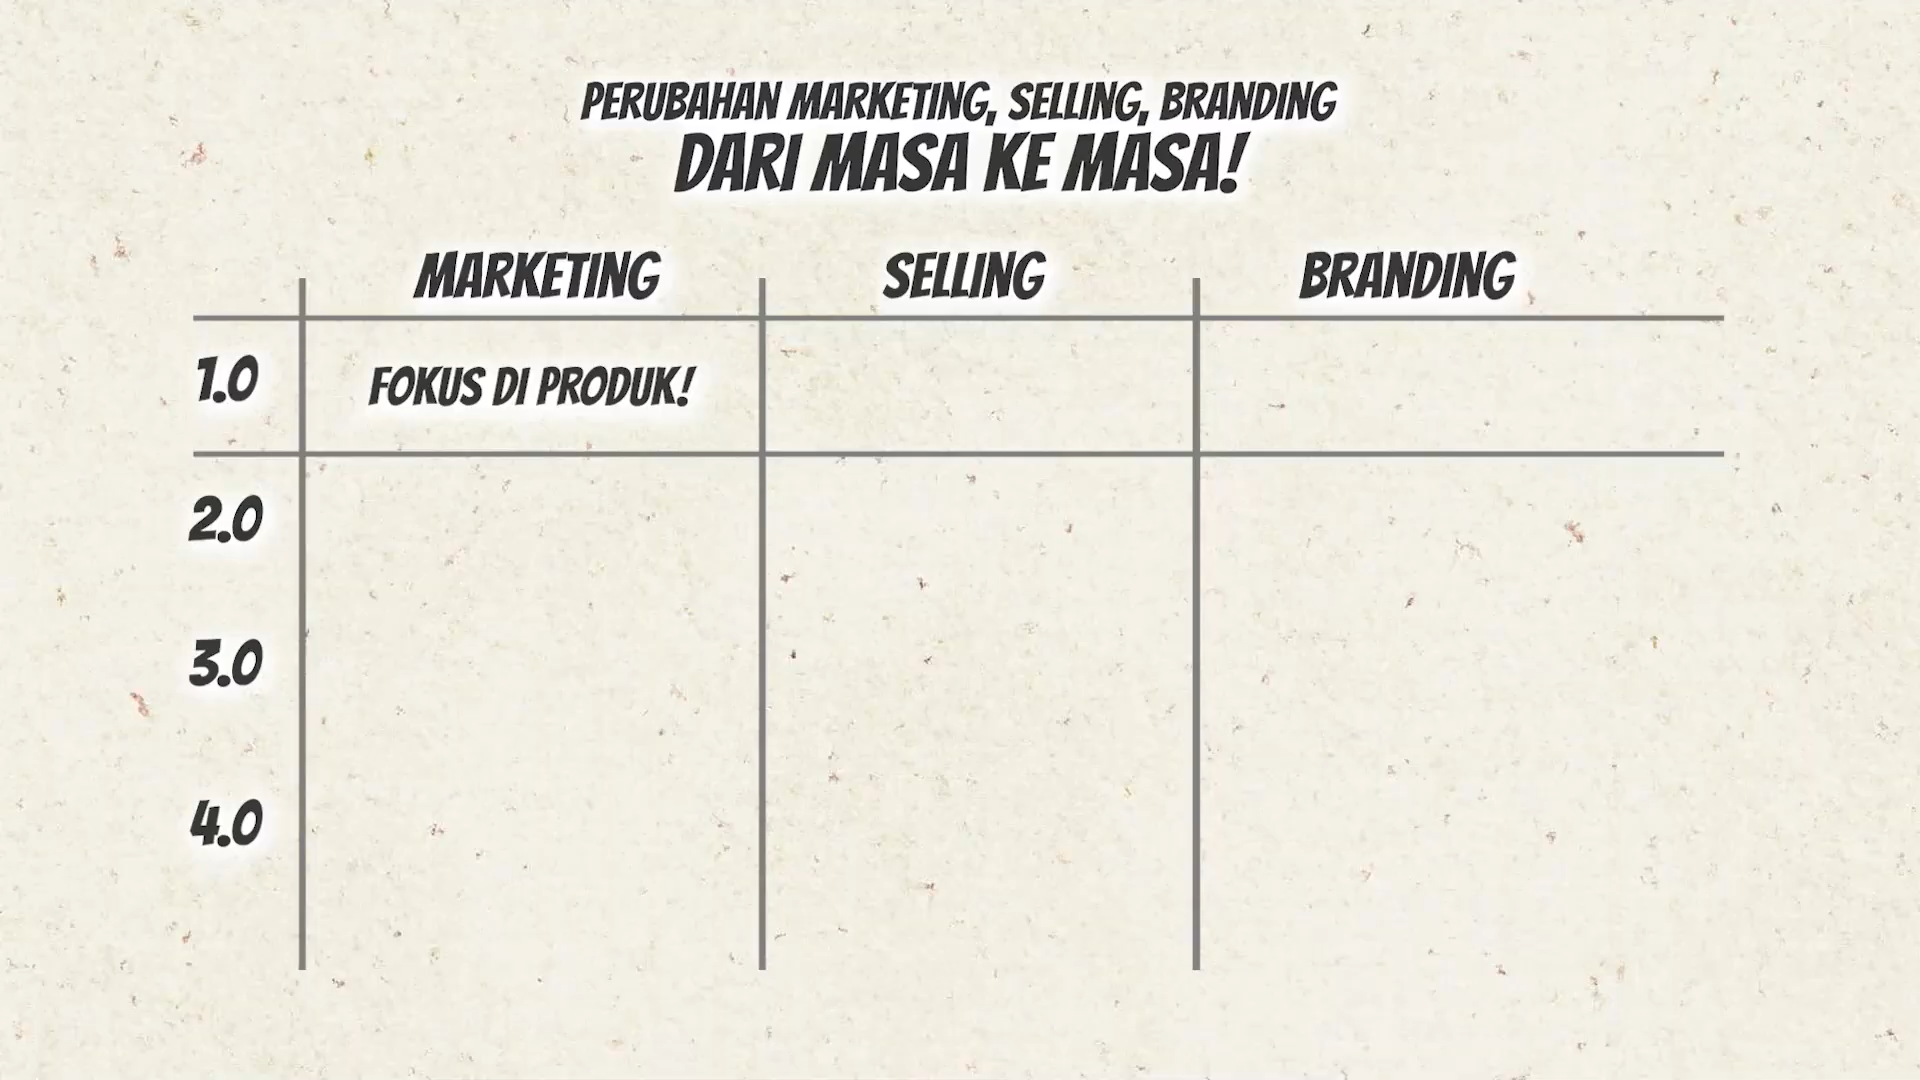 PERUBAHAN MARKETING, SELLING, BRANDING
DARI MASA KE MASA!
MARKETING SELLING BRANDING
1.0 FOKUS DI PRODUK!
2.0
3.0
4.0